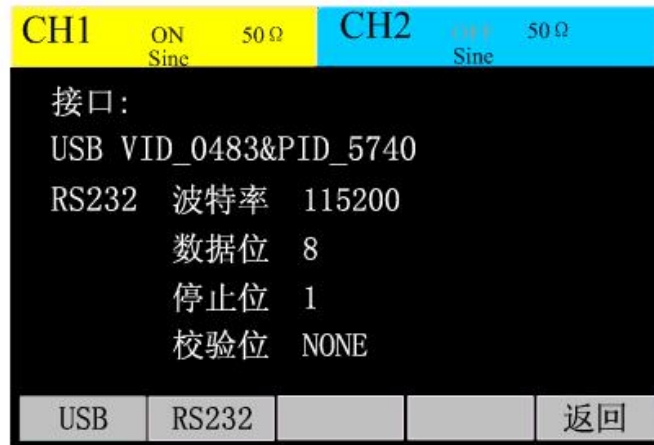 CH1 ON 50Ω CH2 OFF 50Ω
Sine Sine
接口:
USB VID_0483&PID_5740
RS232 波特率 115200
数据位 8
停止位 1
校验位 NONE
USB RS232 返回